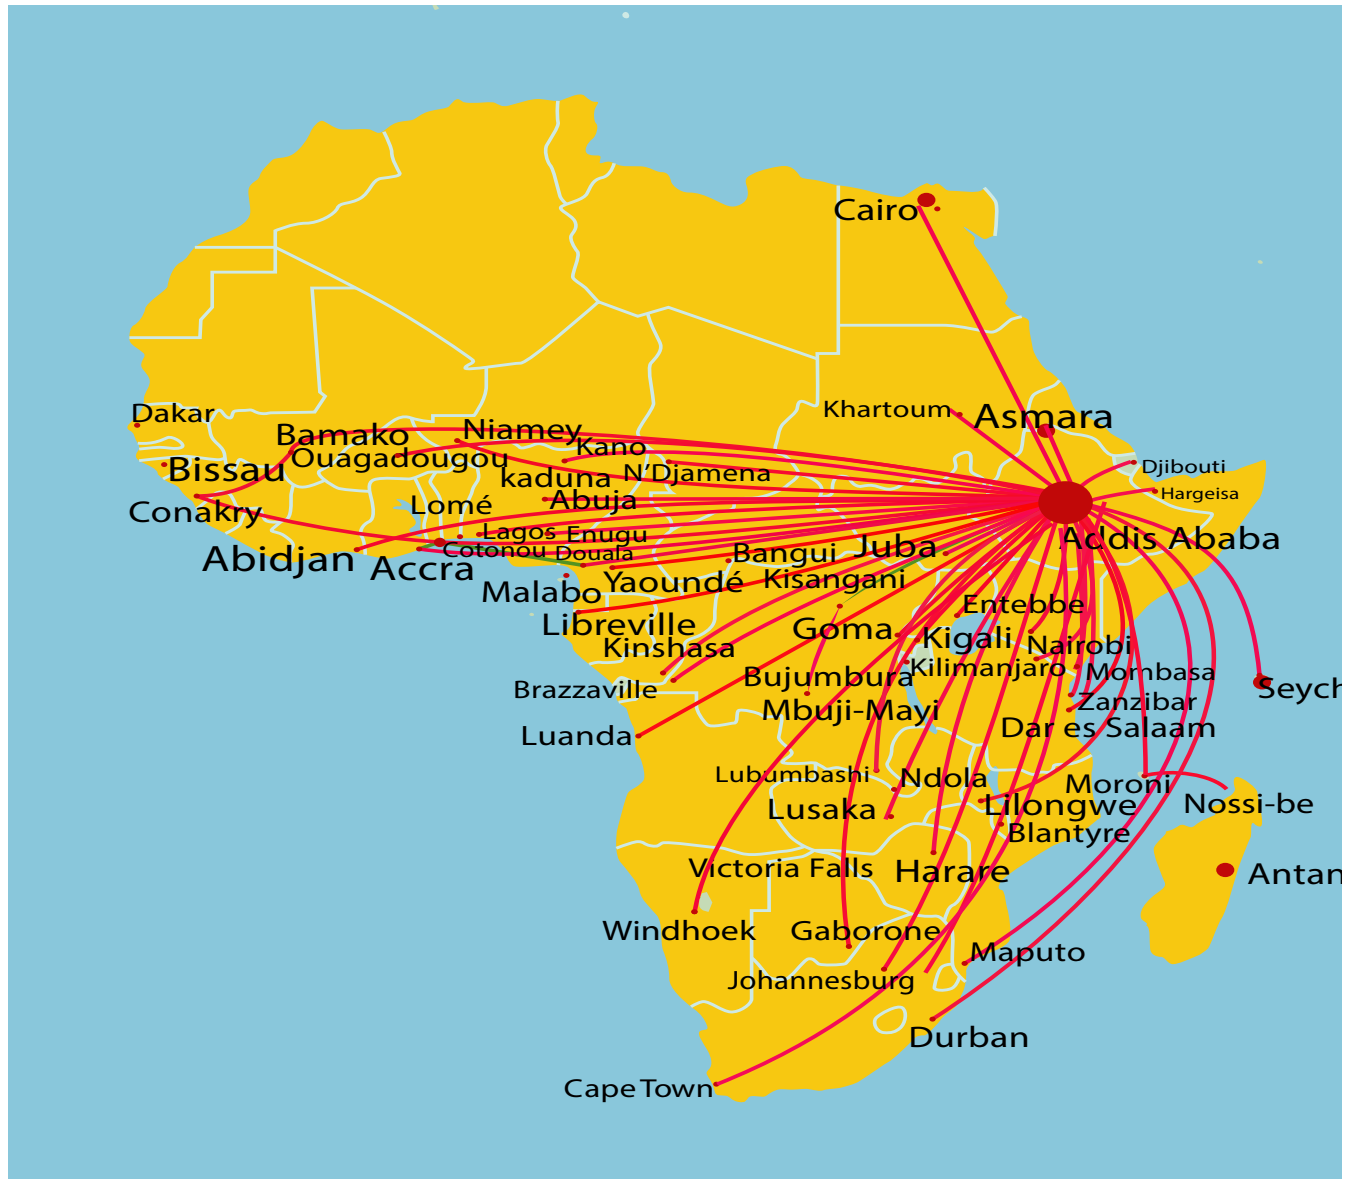 Cairo
Khartoum
Asmara
Dakar
Bamako
Niamey
Kano
Ouagadougou
Bissau
kaduna
N'Djamena
Djibouti
Hargeisa
Conakry
Lomé
Abuja
Lagos
Enugu
Addis Ababa
Abidjan
Accra
Cotonou
Douala
Bangui
Juba
Malabo
Yaoundé
Kisangani
Entebbe
Libreville
Goma
Kigali
Nairobi
Kinshasa
Kilimanjaro
Mombasa
Brazzaville
Bujumbura
Seych
Mbuji-Mayi
Zanzibar
Luanda
Dar es Salaam
Lubumbashi
Ndola
Moroni
Lusaka
Lilongwe
Nossi-be
Blantyre
Victoria Falls
Harare
Antan
Windhoek
Gaborone
Maputo
Johannesburg
Durban
Cape Town